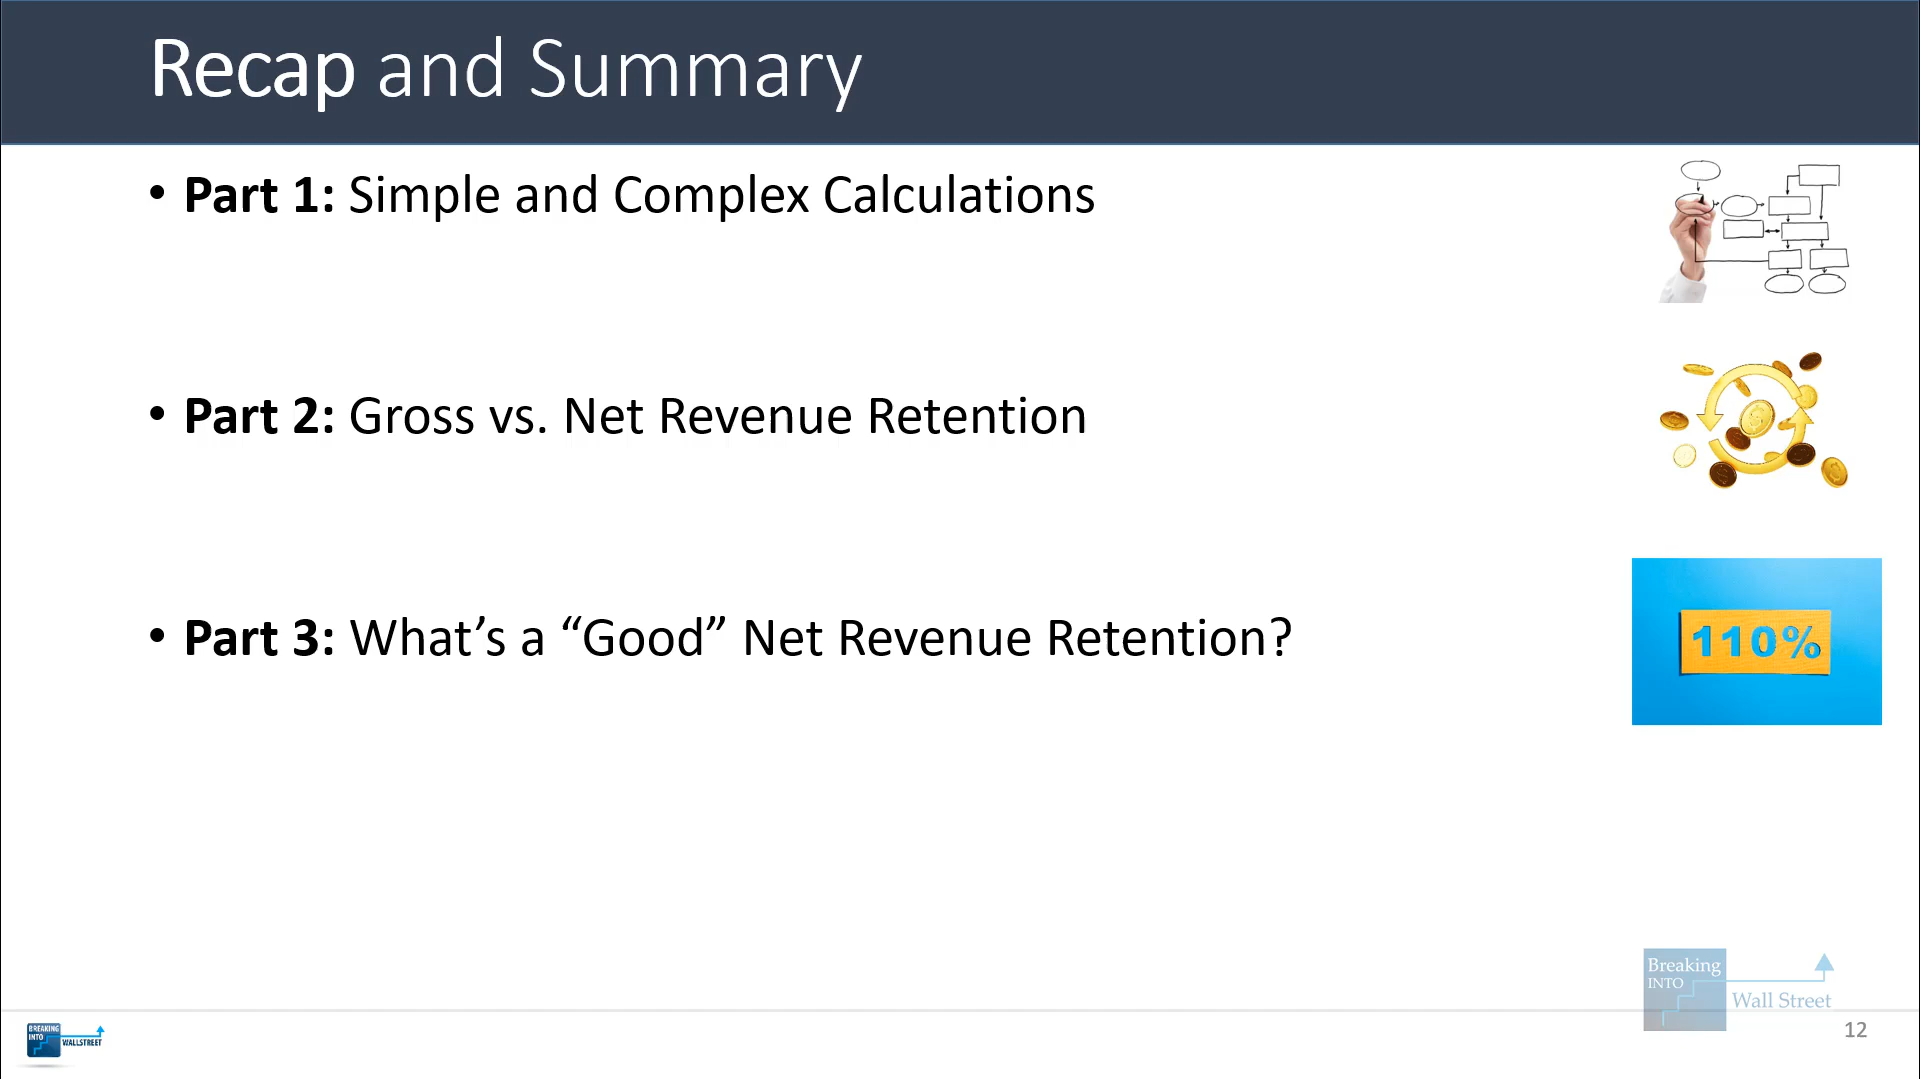 Recap and Summary
• Part 1: Simple and Complex Calculations
• Part 2: Gross vs. Net Revenue Retention
• Part 3: What’s a “Good” Net Revenue Retention?
110%
Breaking
INTO
Wall Street
BREAKING
INTO
WALLSTREET
12